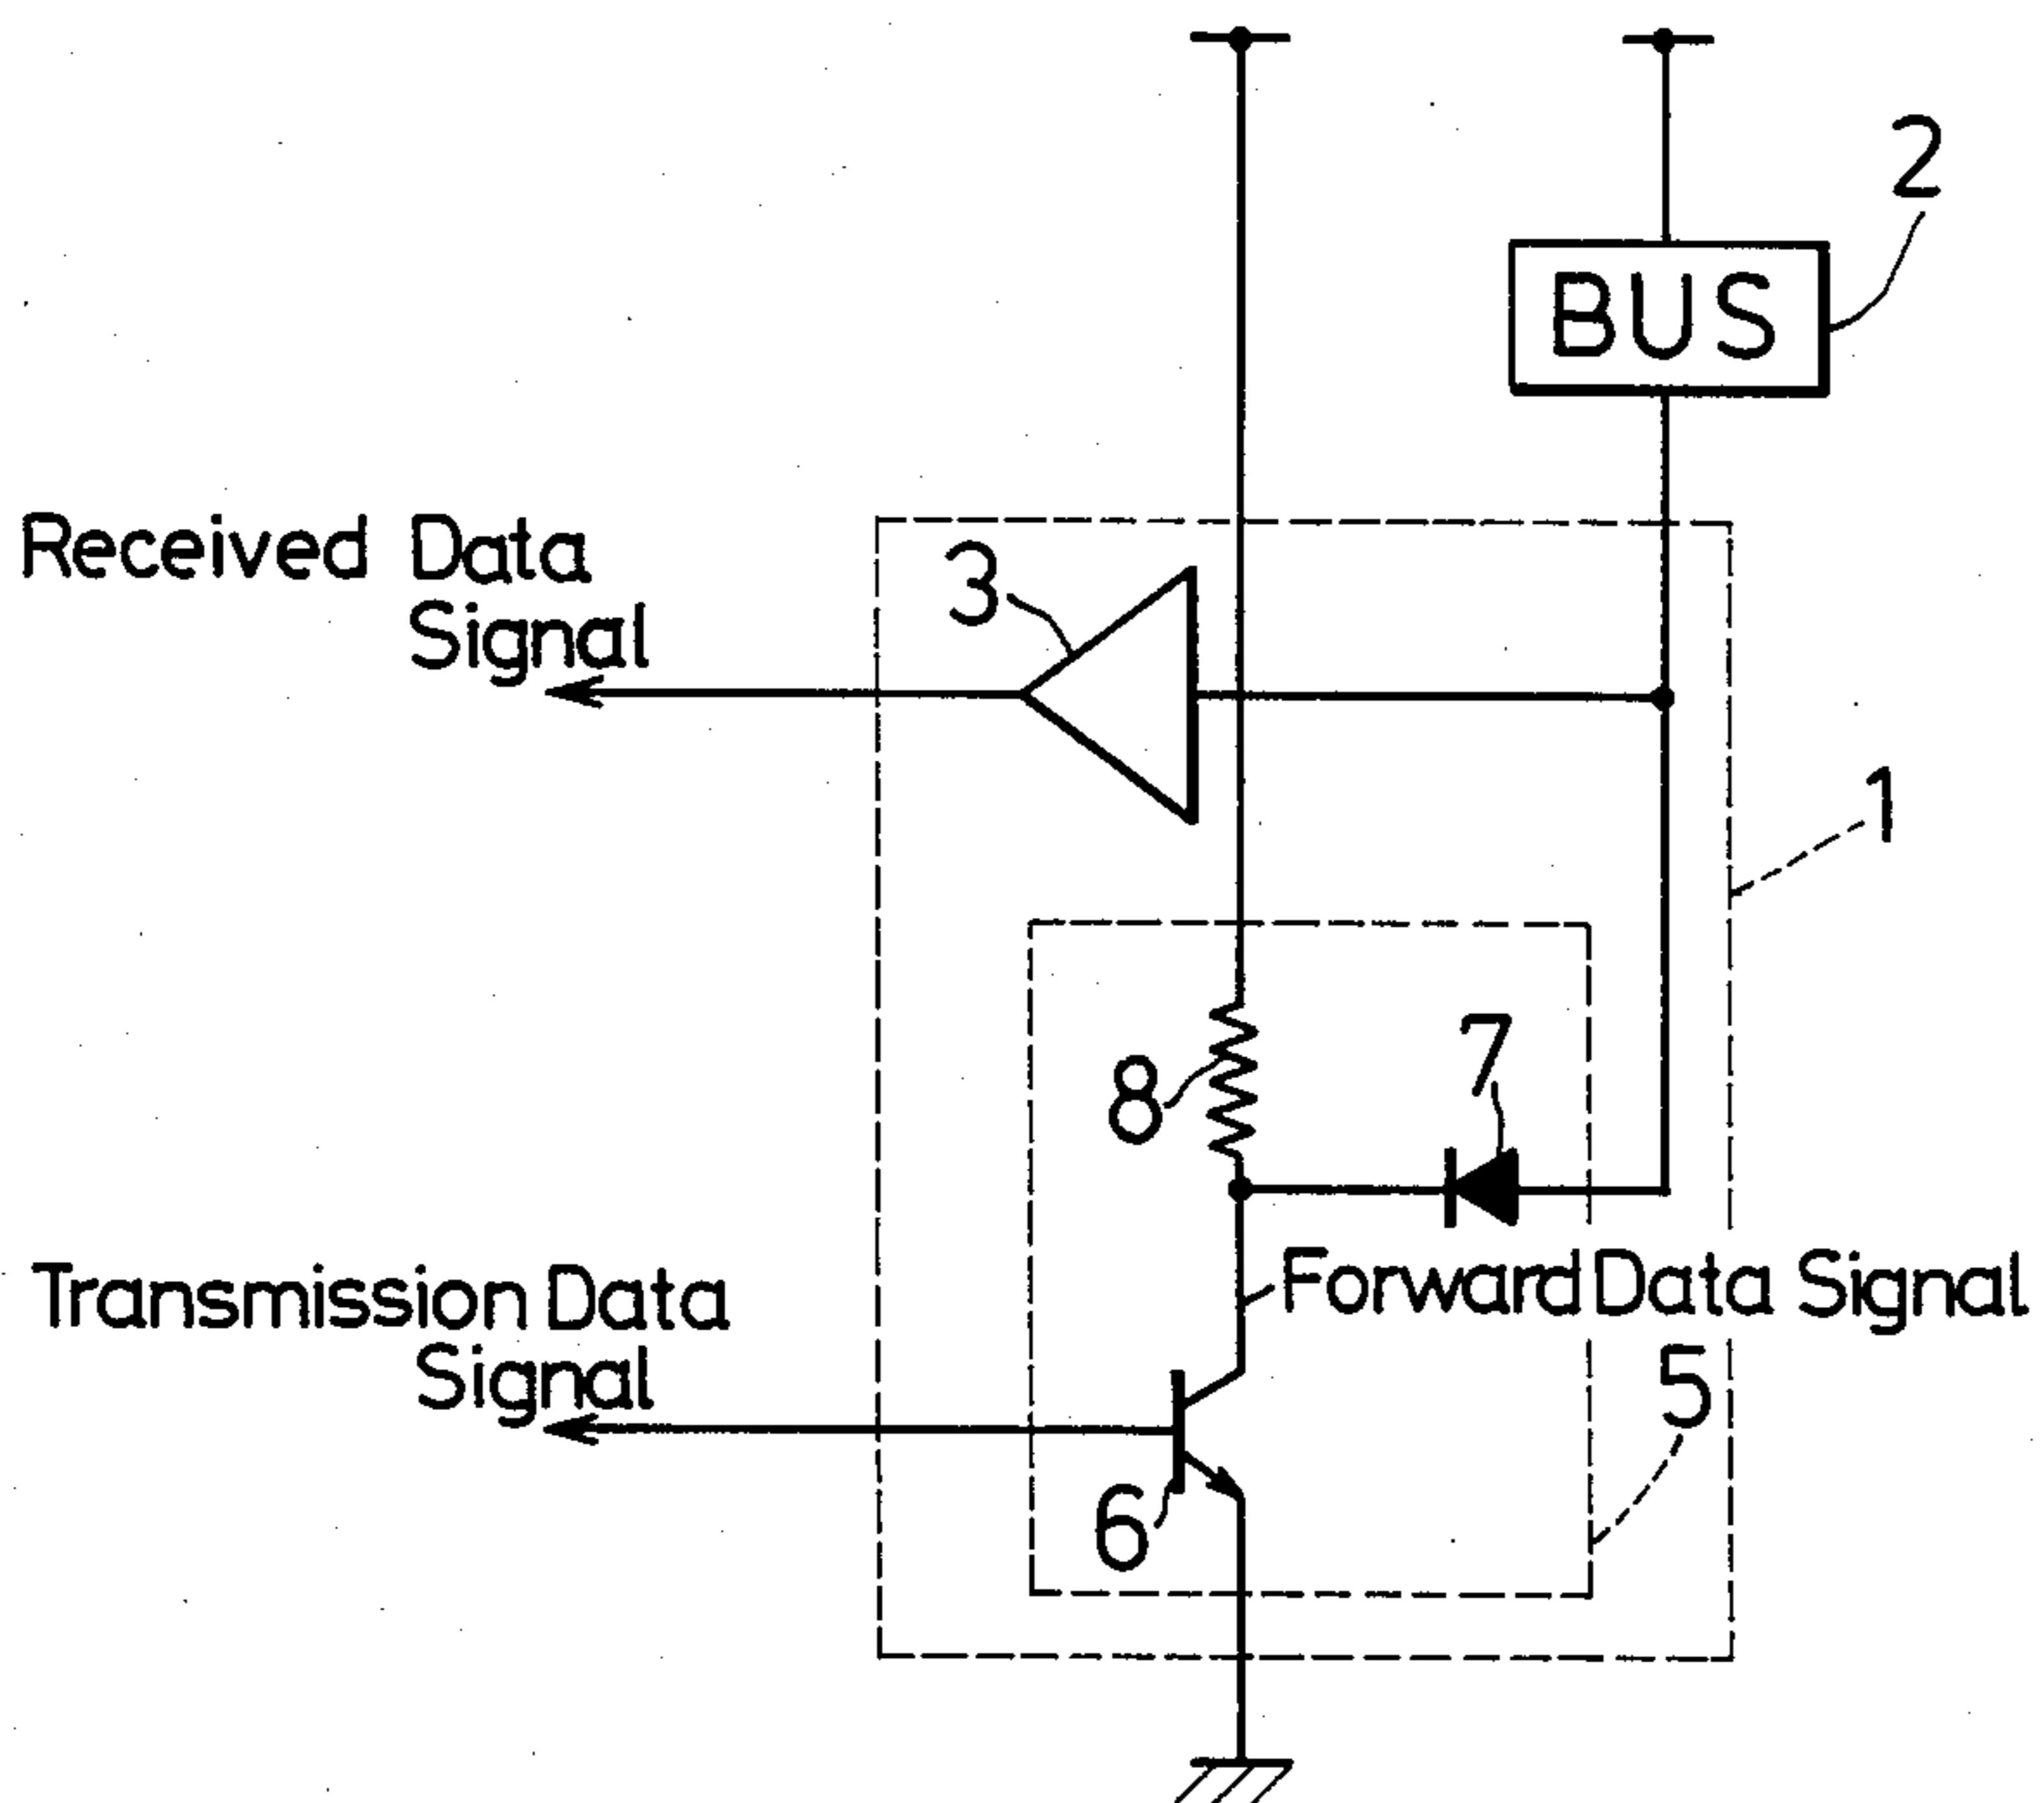 2
BUS
Received Data
Signal
3
1
7
8
Transmission Data
Signal
Forward Data Signal
5
6